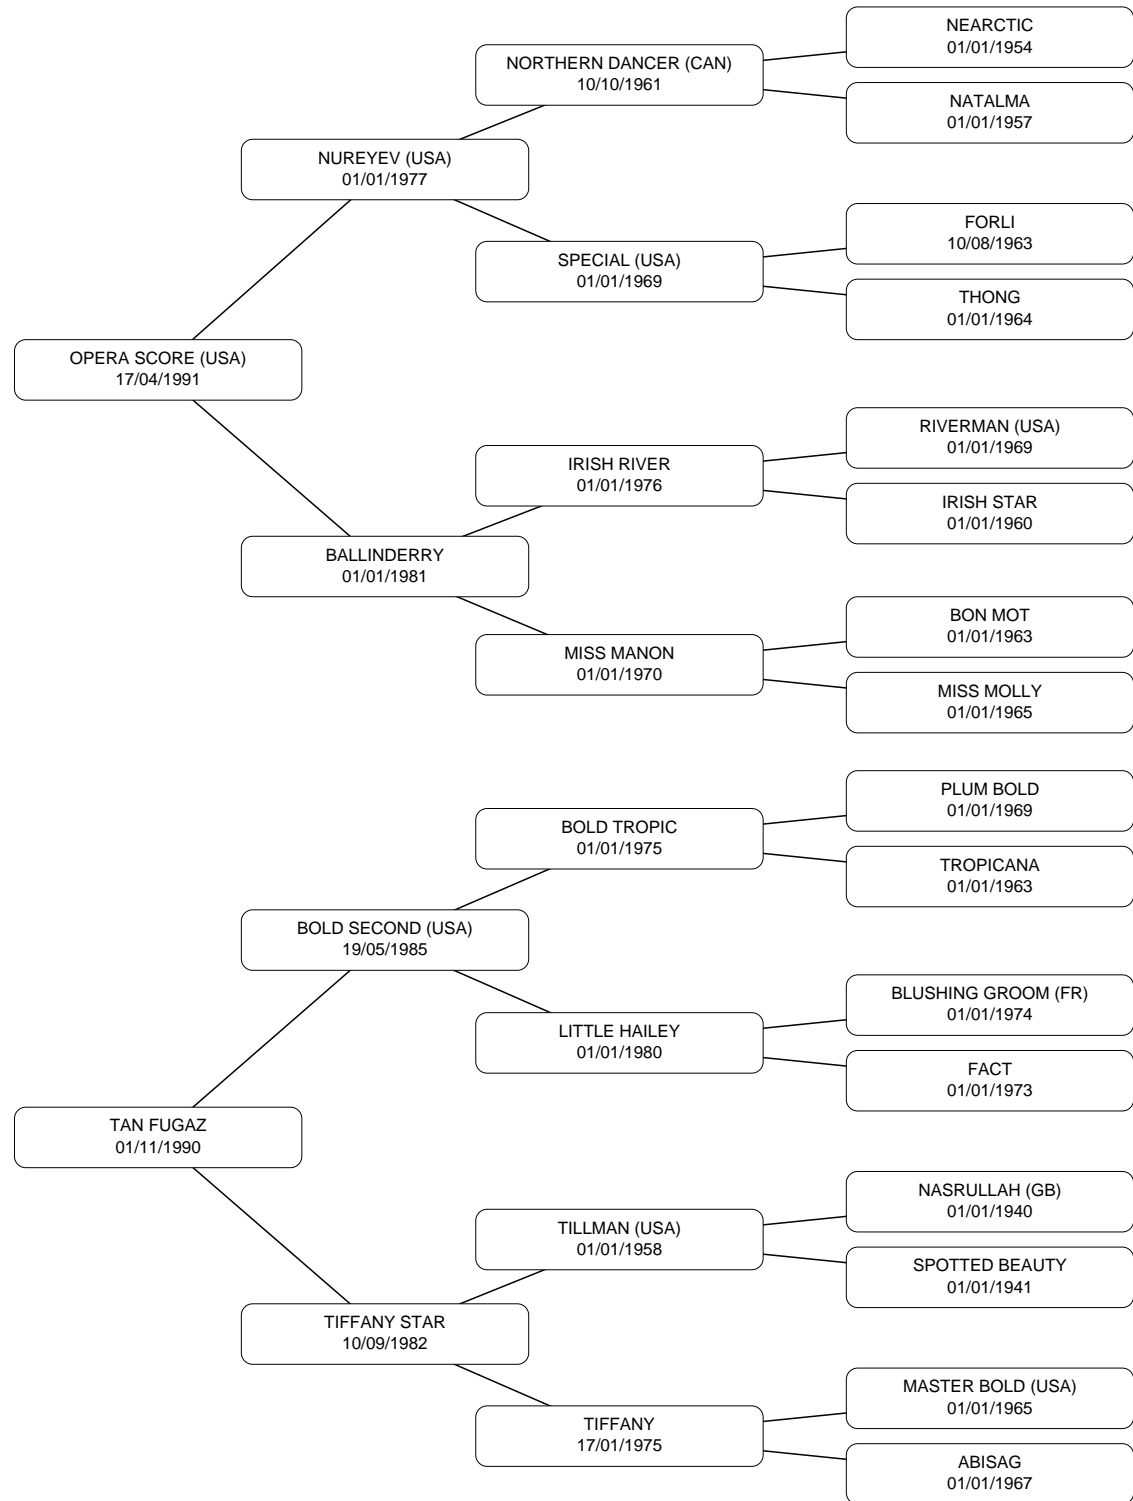 NEARCTIC
01/01/1954
NORTHERN DANCER (CAN)
10/10/1961
NATALMA
01/01/1957
NUREYEV (USA)
01/01/1977
FORLI
10/08/1963
SPECIAL (USA)
01/01/1969
THONG
01/01/1964
OPERA SCORE (USA)
17/04/1991
RIVERMAN (USA)
01/01/1969
IRISH RIVER
01/01/1976
IRISH STAR
01/01/1960
BALLINDERRY
01/01/1981
BON MOT
01/01/1963
MISS MANON
01/01/1970
MISS MOLLY
01/01/1965
PLUM BOLD
01/01/1969
BOLD TROPIC
01/01/1975
TROPICANA
01/01/1963
BOLD SECOND (USA)
19/05/1985
BLUSHING GROOM (FR)
01/01/1974
LITTLE HAILEY
01/01/1980
FACT
01/01/1973
TAN FUGAZ
01/11/1990
NASRULLAH (GB)
01/01/1940
TILLMAN (USA)
01/01/1958
SPOTTED BEAUTY
01/01/1941
TIFFANY STAR
10/09/1982
MASTER BOLD (USA)
01/01/1965
TIFFANY
17/01/1975
ABISAG
01/01/1967